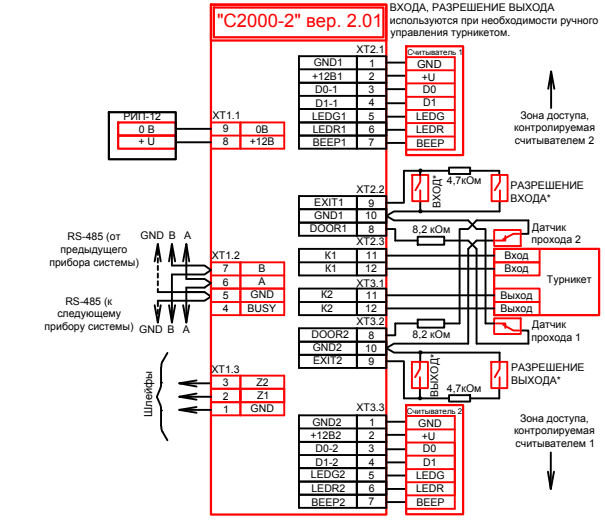 ВХОДА, РАЗРЕШЕНИЕ ВЫХОДА
используются при необходимости ручного
управления турникетом.
"С2000-2" вер. 2.01
XT2.1
GND1 1
+12В1 2
D0-1 3
D1-1 4
LEDG1 5
LEDR1 6
BEEP1 7
Считыватель 1
GND
+U
D0
D1
LEDG
LEDR
BEEP
Зона доступа,
контролируемая
считывателем 2
РИП-12
0 В
+ U
XT1.1
9 0В
8 +12В
XT2.2
EXIT1 9
GND1 10
DOOR1 8
ВХОД*
4,7кОм
РАЗРЕШЕНИЕ
ВХОДА*
8,2 кОм
Датчик
прохода 2
RS-485 (от
предыдущего
прибора системы)
GND B A
XT1.2
7 B
6 A
5 GND
4 BUSY
RS-485 (к
следующему
прибору системы)
GND B A
XT2.3
К1 11
К1 12
XT3.1
К2 11
К2 12
Вход
Вход
Турникет
Выход
Выход
XT3.2
DOOR2 8
GND2 10
EXIT2 9
8,2 кОм
Датчик
прохода 1
ВЫХОД*
4,7кОм
РАЗРЕШЕНИЕ
ВЫХОДА*
Шлейфы
XT1.3
3 Z2
2 Z1
1 GND
XT3.3
GND2 1
+12В2 2
D0-2 3
D1-2 4
LEDG2 5
LEDR2 6
BEEP2 7
Считыватель 2
GND
+U
D0
D1
LEDG
LEDR
BEEP
Зона доступа,
контролируемая
считывателем 1